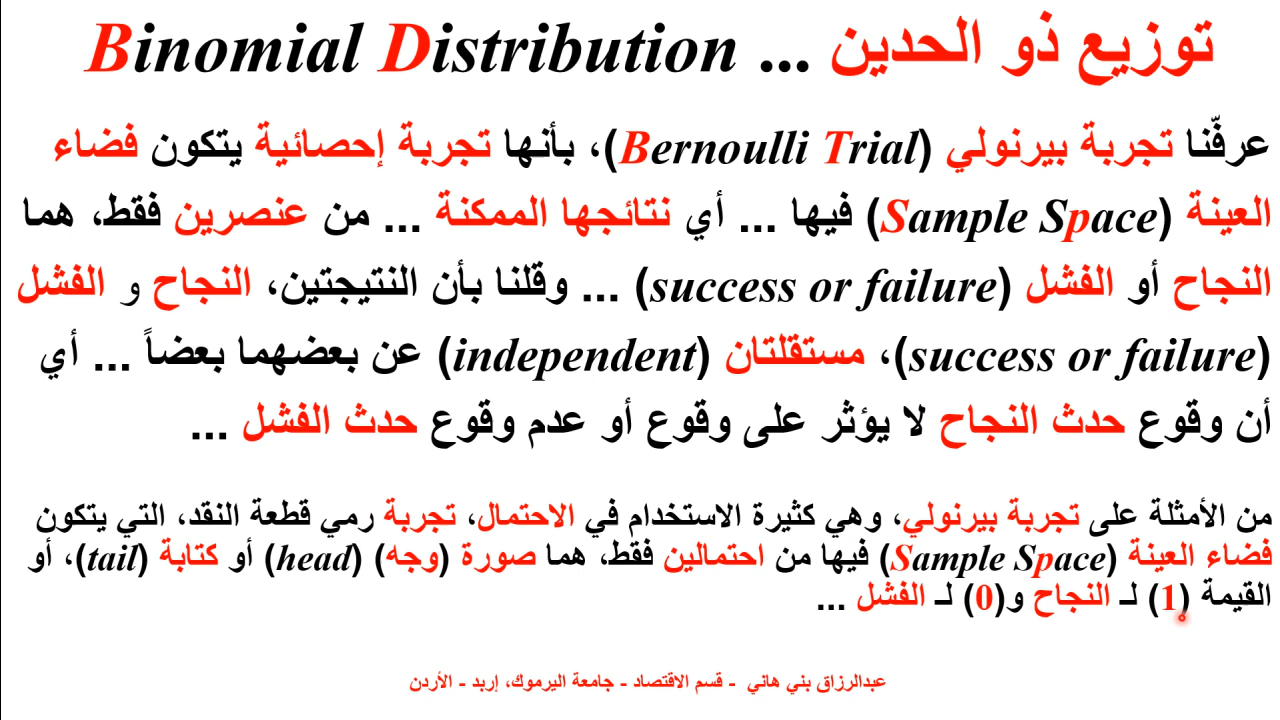 توزيع ذو الحدين ... Binomial Distribution
عرفّنا تجربة بيرنولي (Bernoulli Trial)، بأنها تجربة إحصائية يتكون فضاء
العينة (Sample Space) فيها ... أي نتائجها الممكنة ... من عنصرين فقط، هما
النجاح أو الفشل (success or failure) ... وقلنا بأن النتيجتين، النجاح و الفشل
(success or failure)، مستقلتان (independent) عن بعضهما بعضاً ... أي
أن وقوع حدث النجاح لا يؤثر على وقوع أو عدم وقوع حدث الفشل ...
من الأمثلة على تجربة بيرنولي، وهي كثيرة الاستخدام في الاحتمال، تجربة رمي قطعة النقد، التي يتكون
فضاء العينة (Sample Space) فيها من احتمالين فقط، هما صورة (وجه) (head) أو كتابة (tail)، أو
القيمة (1) لـ النجاح و(0) لـ الفشل ...
عبدالرزاق بني هاني - قسم الاقتصاد - جامعة اليرموك، إربد - الأردن